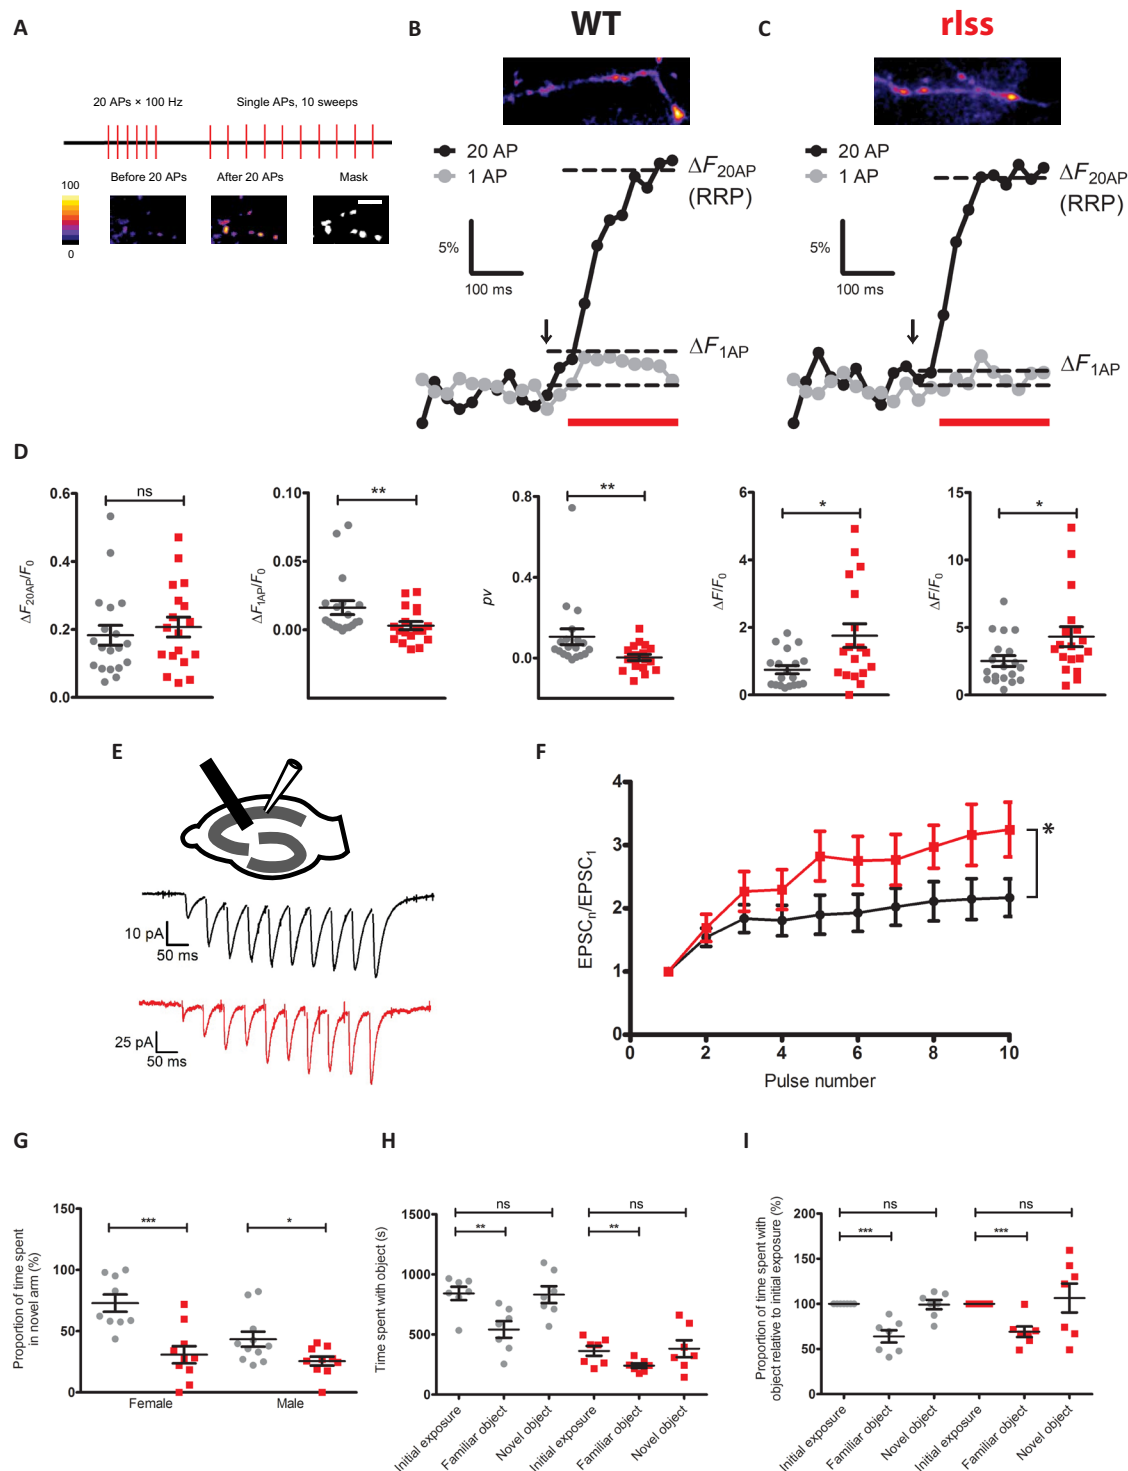 A
20 APs × 100 Hz
Single APs, 10 sweeps
Before 20 APs
After 20 APs
Mask
100
0
B
WT
20 AP
1 AP
ΔF20AP
(RRP)
5%
100 ms
ΔF1AP
C
rlss
20 AP
1 AP
ΔF20AP
(RRP)
5%
100 ms
ΔF1AP
D
ΔF20AP/F0
0.6
0.4
0.2
0.0
ns
ΔF1AP/F0
0.10
0.05
0.00
**
pv
0.8
0.4
0.0
**
ΔF/F0
6
4
2
0
*
ΔF/F0
15
10
5
0
*
E
10 pA
50 ms
25 pA
50 ms
F
EPSCn/EPSC1
4
3
2
1
0
0 2 4 6 8 10
Pulse number
*
G
Proportion of time spent
in novel arm (%)
150
100
50
0
*** *
Female Male
H
Time spent with object (s)
1500
1000
500
0
ns ns
** **
Initial exposure
Familiar object
Novel object
Initial exposure
Familiar object
Novel object
I
Proportion of time spent with
object relative to initial exposure (%)
200
150
100
50
0
ns ns
*** ***
Initial exposure
Familiar object
Novel object
Initial exposure
Familiar object
Novel object